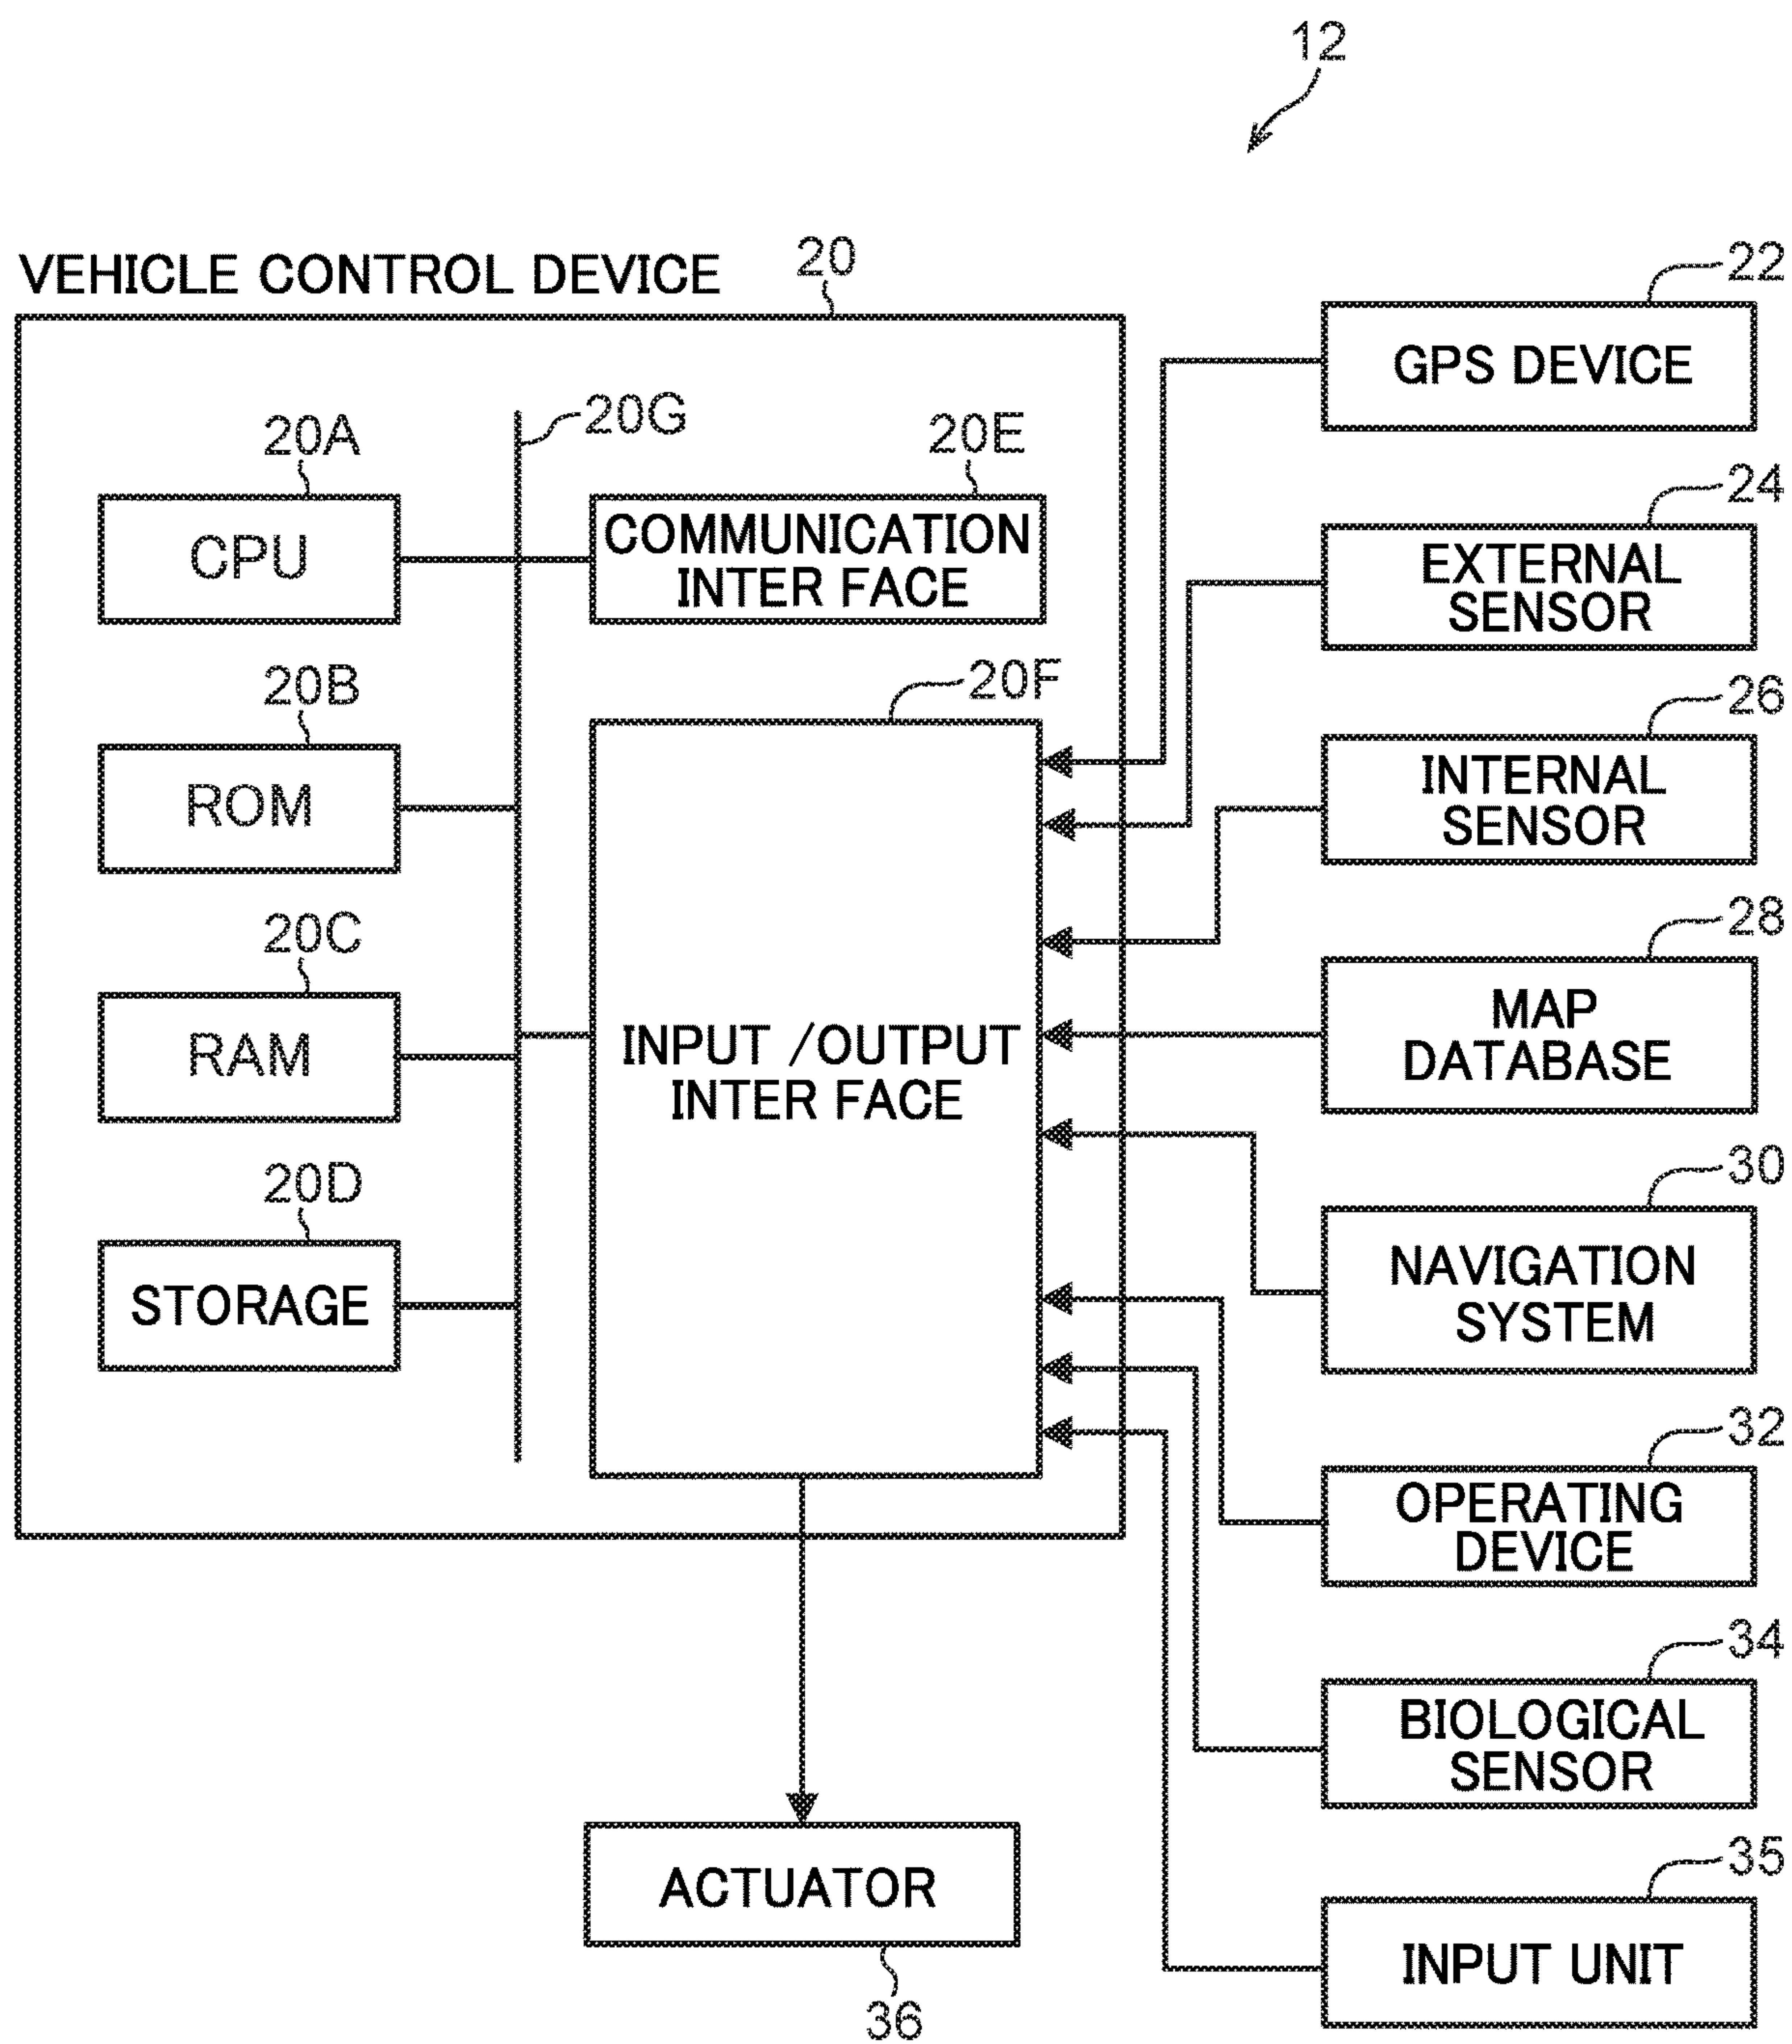 12
VEHICLE CONTROL DEVICE
20
20A
CPU
20B
ROM
20C
RAM
20D
STORAGE
20G
20E
COMMUNICATION
INTER FACE
20F
INPUT /OUTPUT
INTER FACE
22
GPS DEVICE
24
EXTERNAL
SENSOR
26
INTERNAL
SENSOR
28
MAP
DATABASE
30
NAVIGATION
SYSTEM
32
OPERATING
DEVICE
34
BIOLOGICAL
SENSOR
35
INPUT UNIT
ACTUATOR
36